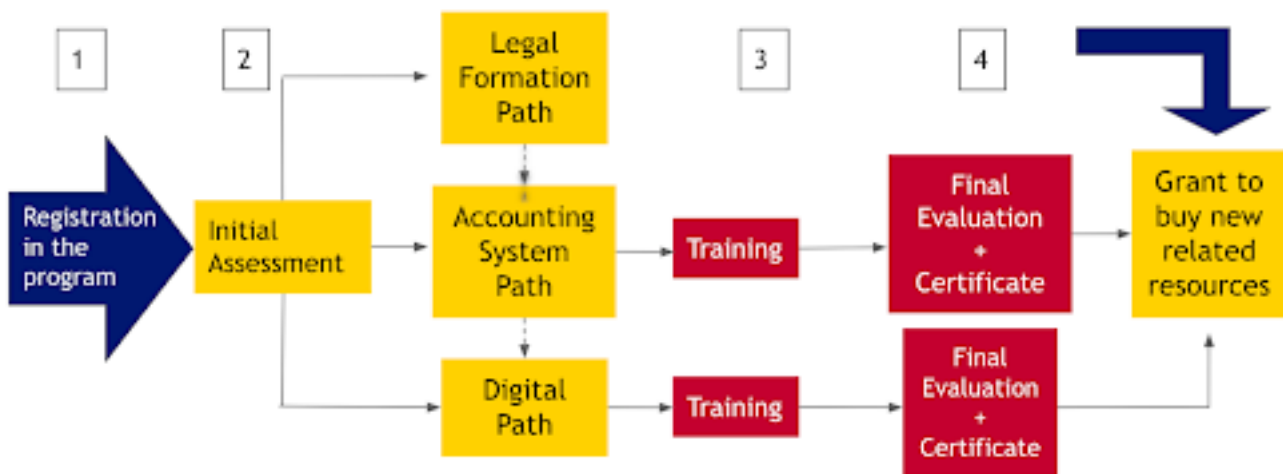 1
2
3
4
Registration
in the
program
Initial
Assessment
Legal
Formation
Path
Accounting
System
Path
Digital
Path
Training
Training
Final
Evaluation
+
Certificate
Final
Evaluation
+
Certificate
Grant to
buy new
related
resources